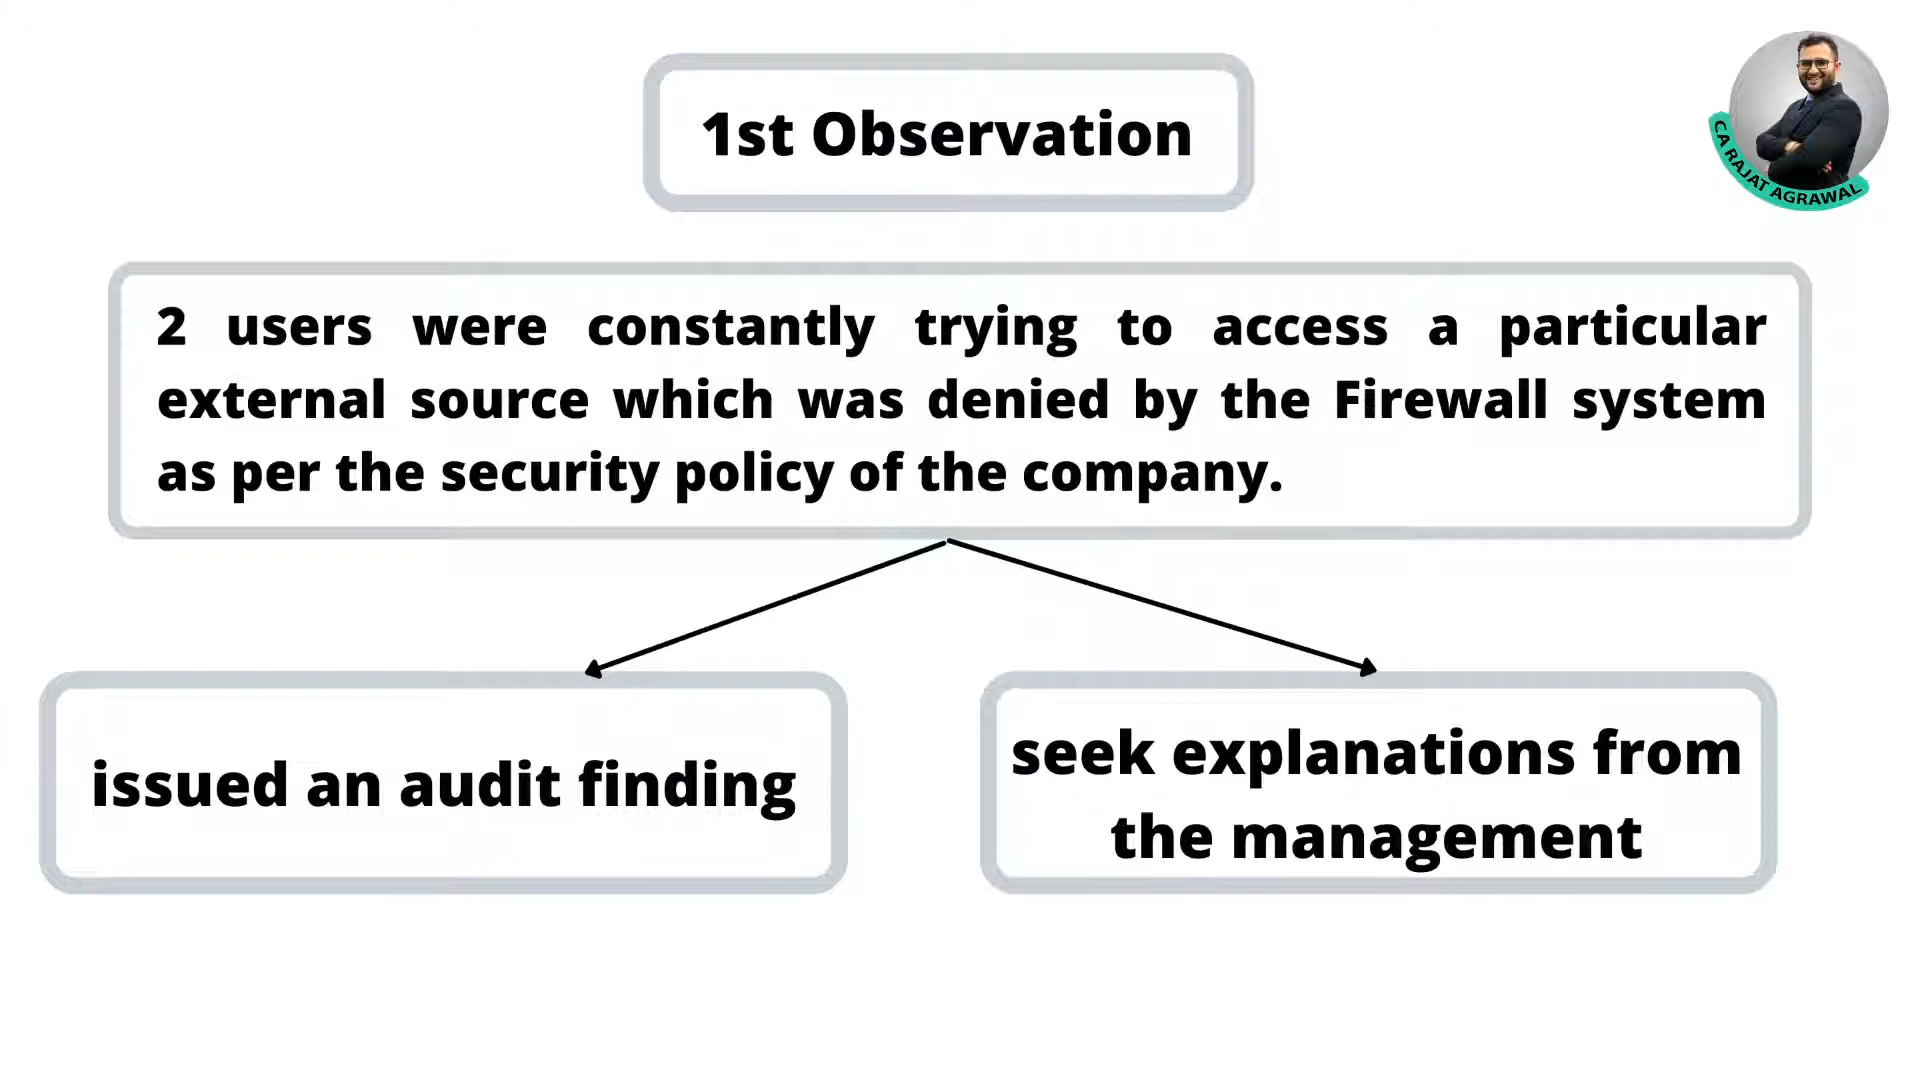 1st Observation
CA RAJAT AGRAWAL
2 users were constantly trying to access a particular
external source which was denied by the Firewall system
as per the security policy of the company.
issued an audit finding
seek explanations from
the management